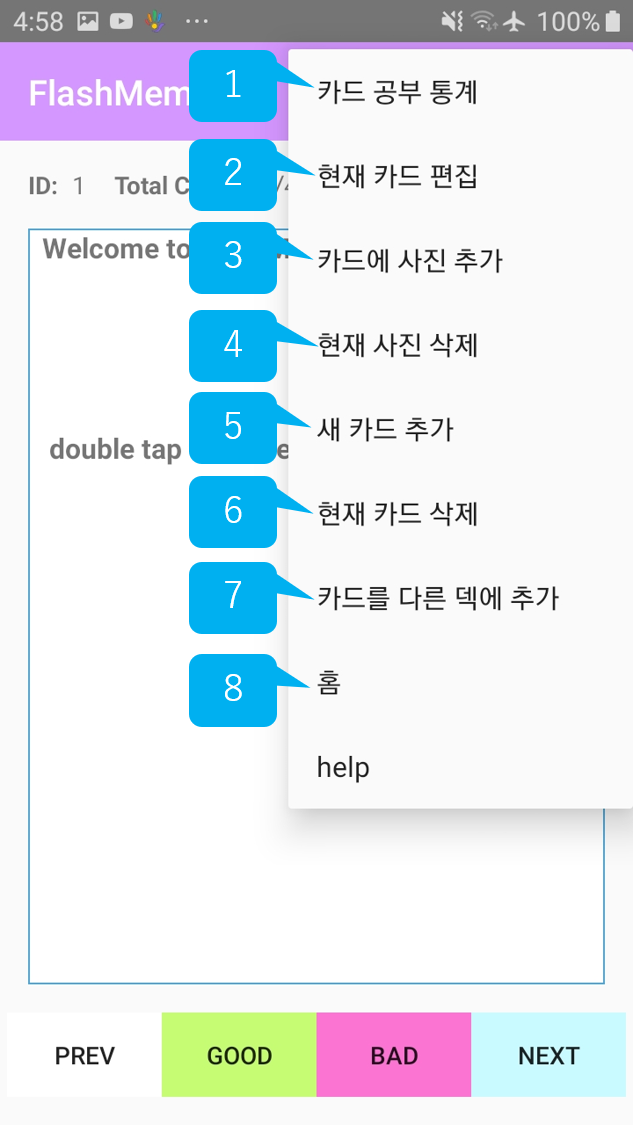 4:58 100%
FlashMem
1 카드 공부 통계
2 현재 카드 편집
ID: 1 Total C
3 카드에 사진 추가
Welcome to
4 현재 사진 삭제
5 새 카드 추가
double tap
6 현재 카드 삭제
7 카드를 다른 덱에 추가
8 홈
help
PREV GOOD BAD NEXT